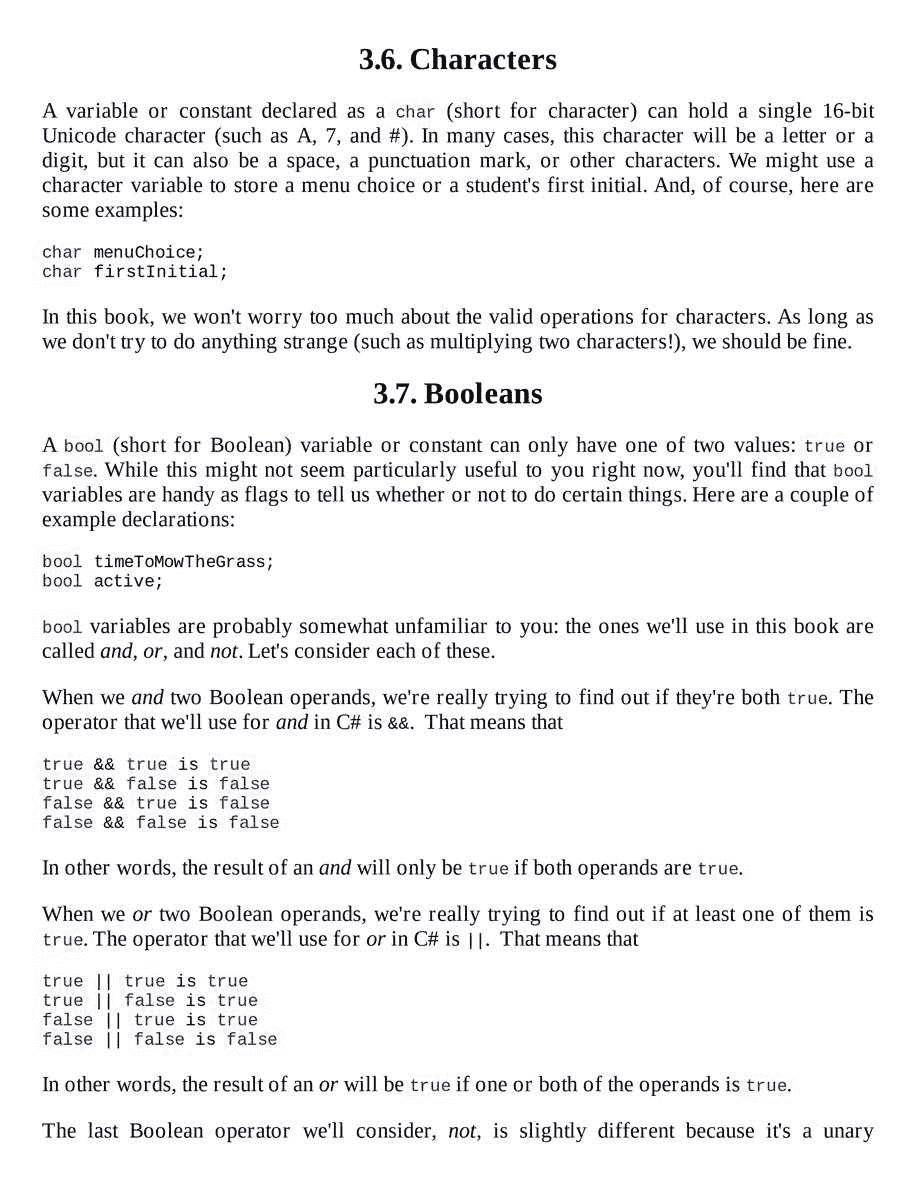 3.6. Characters
A variable or constant declared as a char (short for character) can hold a single 16-bit
Unicode character (such as A, 7, and #). In many cases, this character will be a letter or a
digit, but it can also be a space, a punctuation mark, or other characters. We might use a
character variable to store a menu choice or a student's first initial. And, of course, here are
some examples:
char menuChoice;
char firstInitial;
In this book, we won't worry too much about the valid operations for characters. As long as
we don't try to do anything strange (such as multiplying two characters!), we should be fine.
3.7. Booleans
A bool (short for Boolean) variable or constant can only have one of two values: true or
false. While this might not seem particularly useful to you right now, you'll find that bool
variables are handy as flags to tell us whether or not to do certain things. Here are a couple of
example declarations:
bool timeToMowTheGrass;
bool active;
bool variables are probably somewhat unfamiliar to you: the ones we'll use in this book are
called and, or, and not. Let's consider each of these.
When we and two Boolean operands, we're really trying to find out if they're both true. The
operator that we'll use for and in C# is &&. That means that
true && true is true
true && false is false
false && true is false
false && false is false
In other words, the result of an and will only be true if both operands are true.
When we or two Boolean operands, we're really trying to find out if at least one of them is
true. The operator that we'll use for or in C# is ||. That means that
true || true is true
true || false is true
false || true is true
false || false is false
In other words, the result of an or will be true if one or both of the operands is true.
The last Boolean operator we'll consider, not, is slightly different because it's a unary